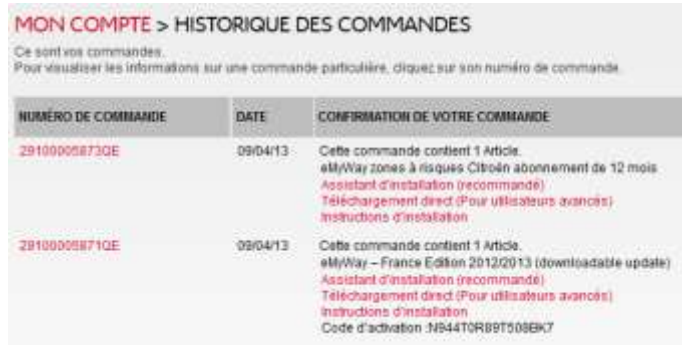 MON COMPTE > HISTORIQUE DES COMMANDES
Ce sont vos commandes.
Pour visualiser les informations sur une commande particulière, cliquez sur son numéro de commande.
NUMÉRO DE COMMANDE DATE CONFIRMATION DE VOTRE COMMANDE
29100005873QE 09/04/13 Cette commande contient 1 Article.
eMyWay zones à risques Citroën abonnement de 12 mois
Assistant d'installation (recommandé)
Téléchargement direct (Pour utilisateurs avancés)
Instructions d'installation
29100005871QE 09/04/13 Cette commande contient 1 Article.
eMyWay – France Edition 2012/2013 (downloadable update)
Assistant d'installation (recommandé)
Téléchargement direct (Pour utilisateurs avancés)
Instructions d'installation
Code d'activation :